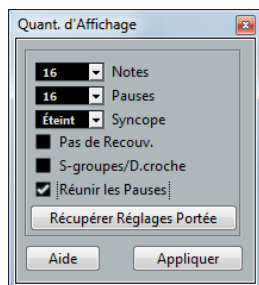 Quant. d'Affichage
16 Notes
16 Pauses
Éteint Syncope
Pas de Recouv.
S-groupes/D.croche
Réunir les Pauses
Récupérer Réglages Portée
Aide Appliquer